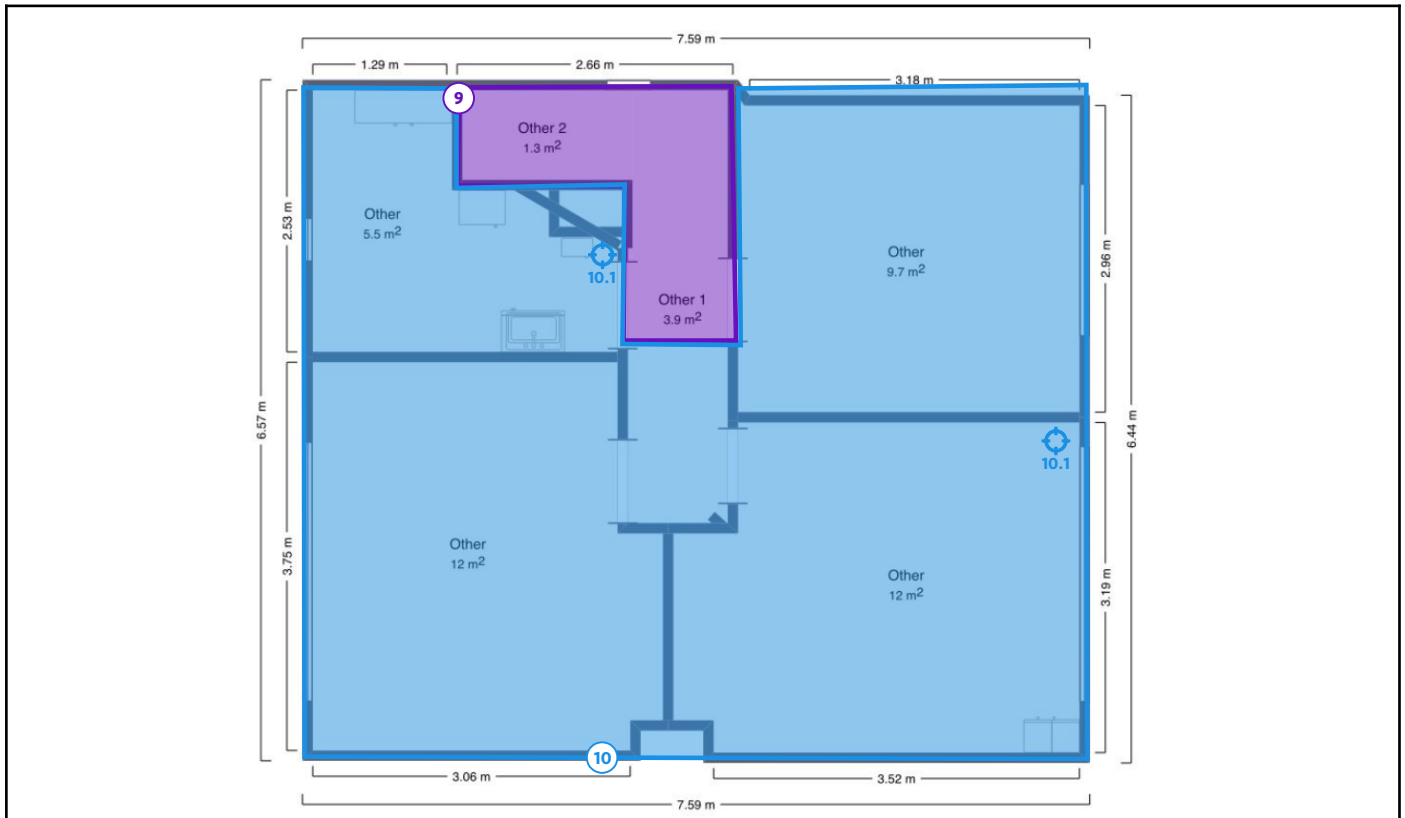 7.59 m
1.29 m
2.66 m
3.18 m
9
Other 2
1.3 m²
2.53 m
Other
5.5 m²
Other
9.7 m²
2.96 m
10.1
Other 1
3.9 m²
6.57 m
6.44 m
10.1
3.75 m
Other
12 m²
Other
12 m²
3.19 m
10
3.06 m
3.52 m
7.59 m